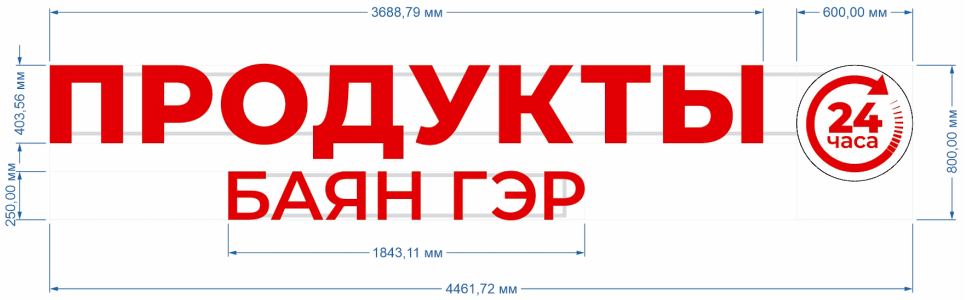 3688,79 мм
600,00 мм
403,56 мм
ПРОДУКТЫ
24
часа
800,00 мм
250,00 мм
БАЯН ГЭР
1843,11 мм
4461,72 мм